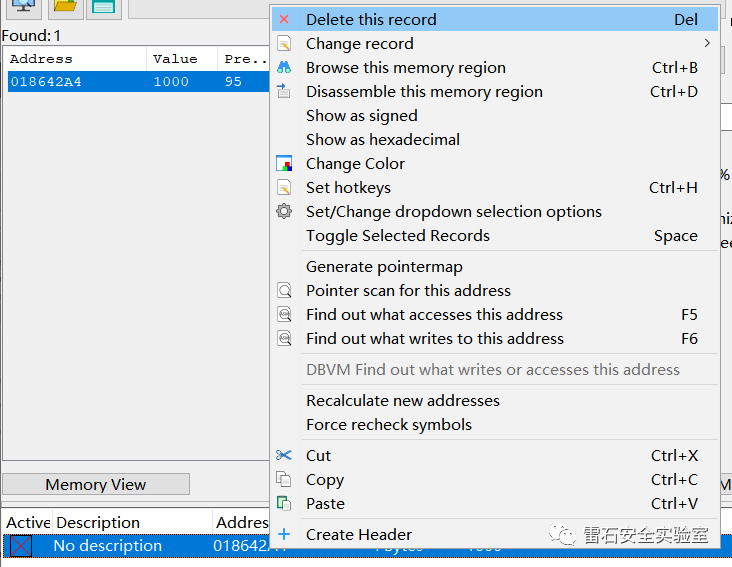 Found:1
Address Value Pre..
018642A4 1000 95
Delete this record Del
Change record
Browse this memory region Ctrl+B
Disassemble this memory region Ctrl+D
Show as signed
Show as hexadecimal
Change Color
Set hotkeys Ctrl+H
Set/Change dropdown selection options
Toggle Selected Records Space
Generate pointermap
Pointer scan for this address
Find out what accesses this address F5
Find out what writes to this address F6
DBVM Find out what writes or accesses this address
Recalculate new addresses
Force recheck symbols
Cut Ctrl+X
Copy Ctrl+C
Paste Ctrl+V
Create Header
Memory View
Active Description Addres
No description 018642A4
雷石安全实验室